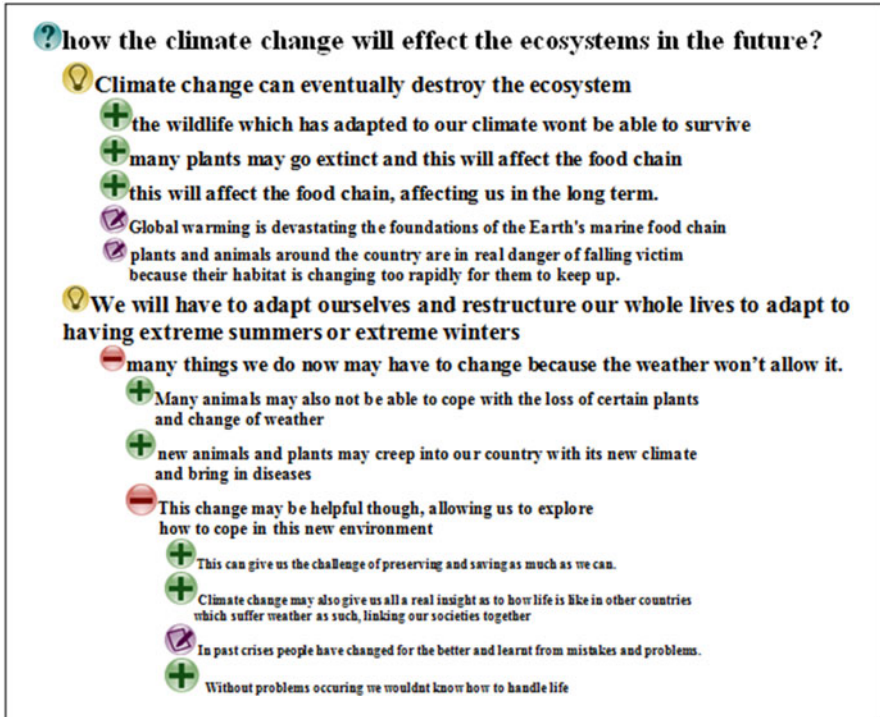 how the climate change will effect the ecosystems in the future?
Climate change can eventually destroy the ecosystem
the wildlife which has adapted to our climate wont be able to survive
many plants may go extinct and this will affect the food chain
this will affect the food chain, affecting us in the long term.
Global warming is devastating the foundations of the Earth's marine food chain
plants and animals around the country are in real danger of falling victim
because their habitat is changing too rapidly for them to keep up.
We will have to adapt ourselves and restructure our whole lives to adapt to
having extreme summers or extreme winters
many things we do now may have to change because the weather won't allow it.
Many animals may also not be able to cope with the loss of certain plants
and change of weather
new animals and plants may creep into our country with its new climate
and bring in diseases
This change may be helpful though, allowing us to explore
how to cope in this new environment
This can give us the challenge of preserving and saving as much as we can.
Climate change may also give us all a real insight as to how life is like in other countries
which suffer weather as such, linking our societies together
In past crises people have changed for the better and learnt from mistakes and problems.
Without problems occuring we wouldnt know how to handle life